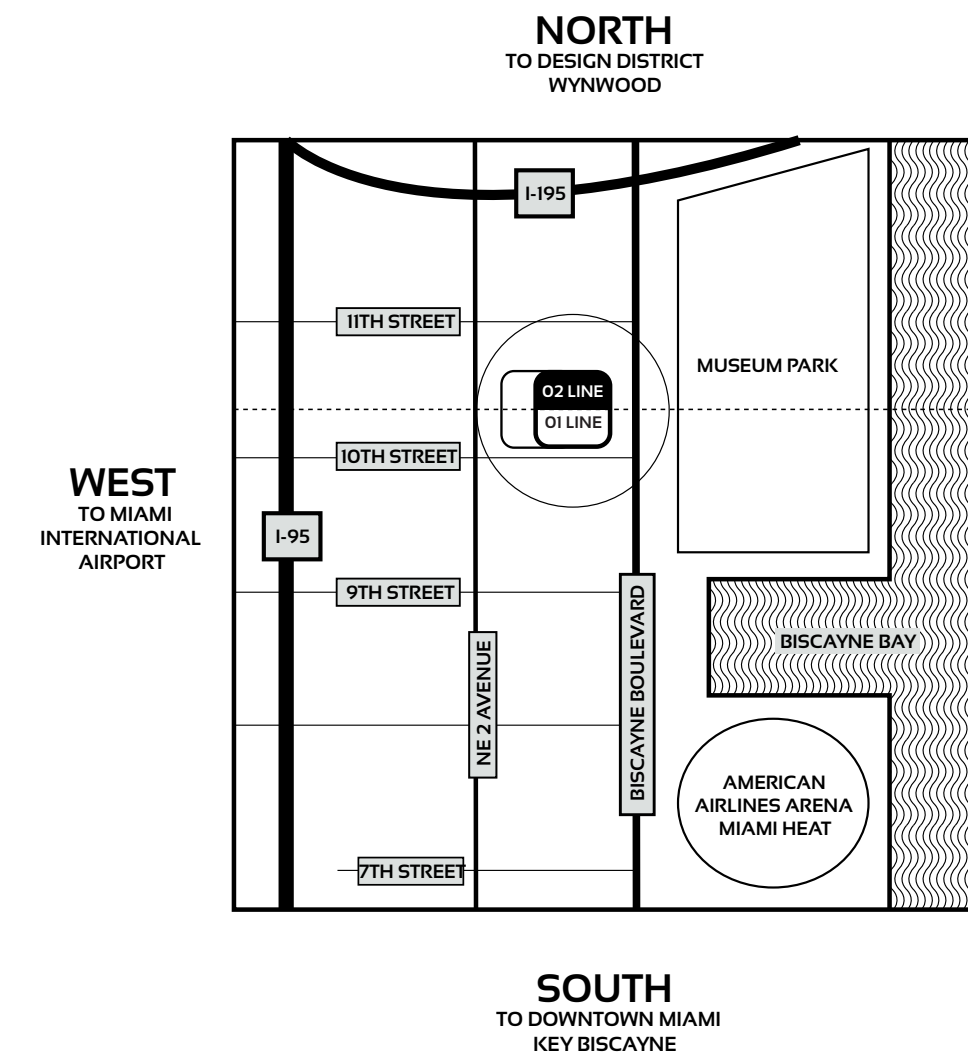 NORTH
TO DESIGN DISTRICT
WYNWOOD
I-195
11TH STREET
MUSEUM PARK
02 LINE
01 LINE
10TH STREET
WEST
TO MIAMI
INTERNATIONAL
AIRPORT
I-95
9TH STREET
BISCAYNE BOULEVARD
BISCAYNE BAY
NE 2 AVENUE
AMERICAN
AIRLINES ARENA
MIAMI HEAT
7TH STREET
SOUTH
TO DOWNTOWN MIAMI
KEY BISCAYNE